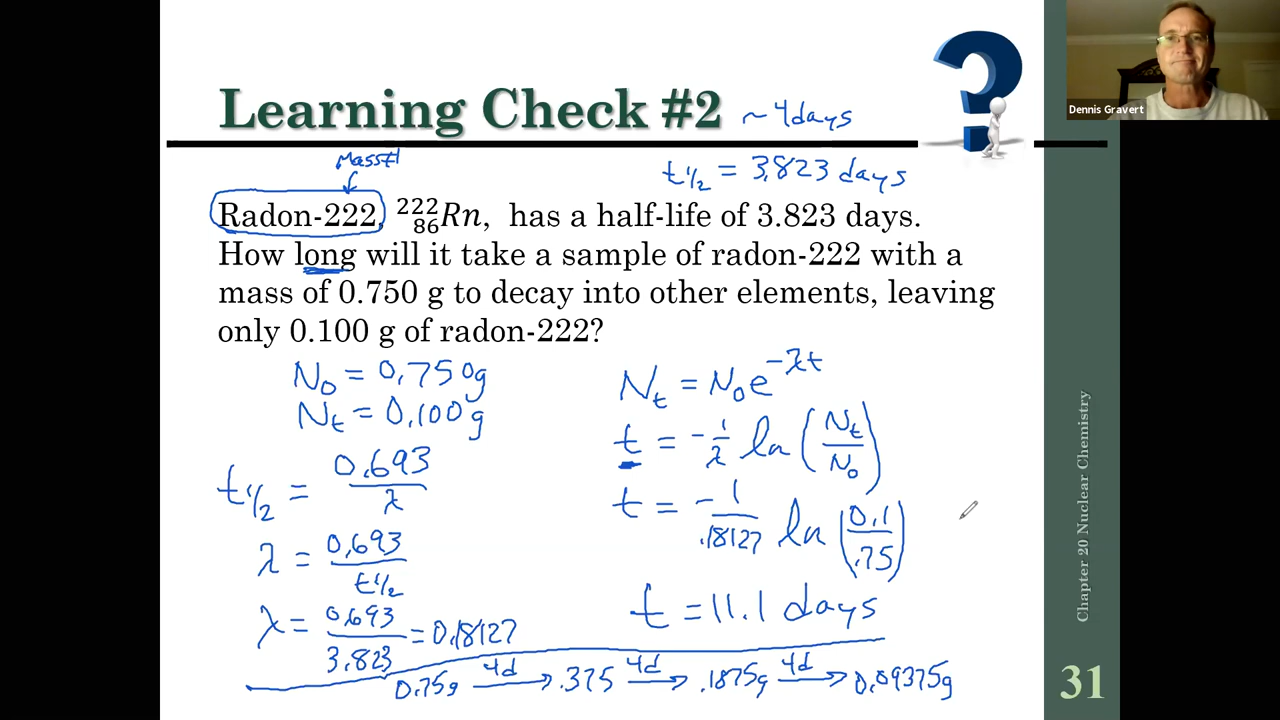 Learning Check #2 ~ 4days
Dennis Gravert
Mass#
t½ = 3.823 days
Radon-222, ²²²₈₆Rn, has a half-life of 3.823 days.
How long will it take a sample of radon-222 with a
mass of 0.750 g to decay into other elements, leaving
only 0.100 g of radon-222?
N₀ = 0.750g
Nₜ = 0.100g
t½ = 0.693/λ
λ = 0.693/t½
λ = 0.693/3.823 = 0.18127
Nₜ = N₀e^(-λt)
t = -1/λ ln (Nₜ/N₀)
t = -1/.18127 ln (0.1/.75)
t = 11.1 days
0.75g 4d→ .375 4d→ .1875g 4d→ 0.09375g
Chapter 20 Nuclear Chemistry
31